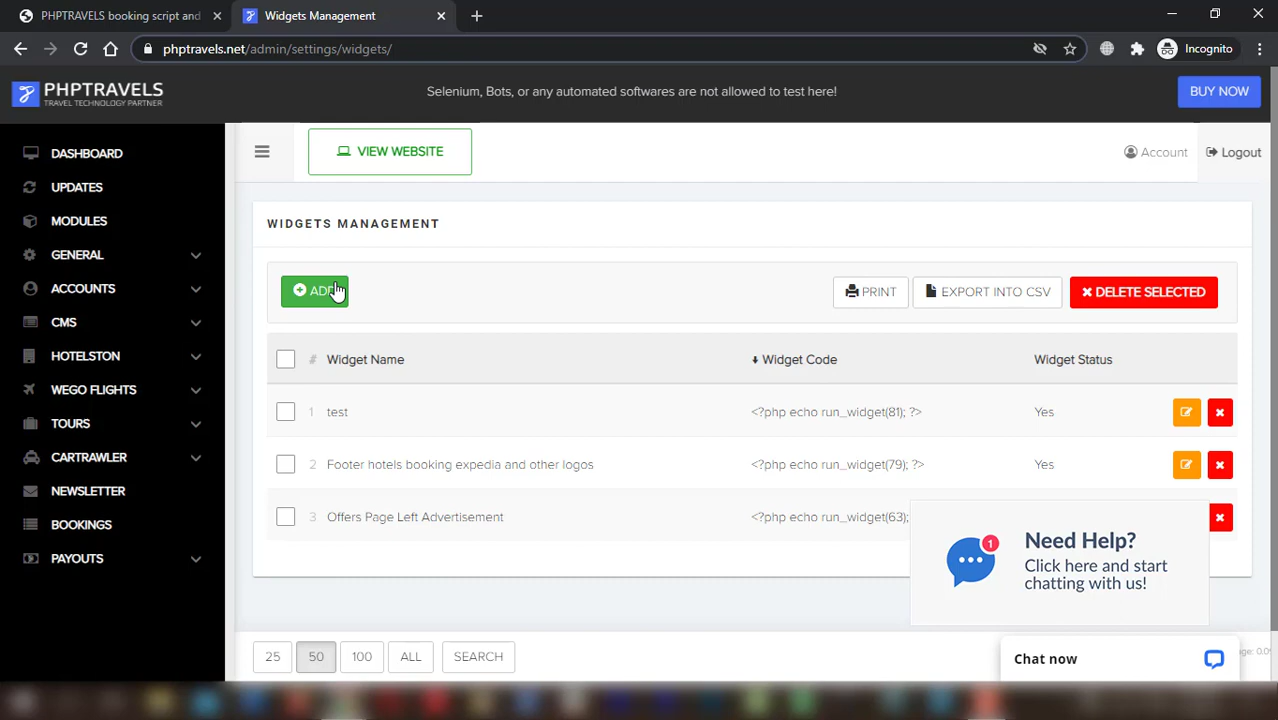 PHPTRAVELS booking script and
Widgets Management
phptravels.net/admin/settings/widgets/
Incognito
PHPTRAVELS
TRAVEL TECHNOLOGY PARTNER
Selenium, Bots, or any automated softwares are not allowed to test here!
BUY NOW
DASHBOARD
UPDATES
MODULES
GENERAL
ACCOUNTS
CMS
HOTELSTON
WEGO FLIGHTS
TOURS
CARTRAWLER
NEWSLETTER
BOOKINGS
PAYOUTS
VIEW WEBSITE
Account
Logout
WIDGETS MANAGEMENT
ADD
PRINT
EXPORT INTO CSV
DELETE SELECTED
# Widget Name Widget Code Widget Status
1 test <?php echo run_widget(81); ?> Yes
2 Footer hotels booking expedia and other logos <?php echo run_widget(79); ?> Yes
3 Offers Page Left Advertisement <?php echo run_widget(63);
1
Need Help?
Click here and start
chatting with us!
25 50 100 ALL SEARCH
Chat now